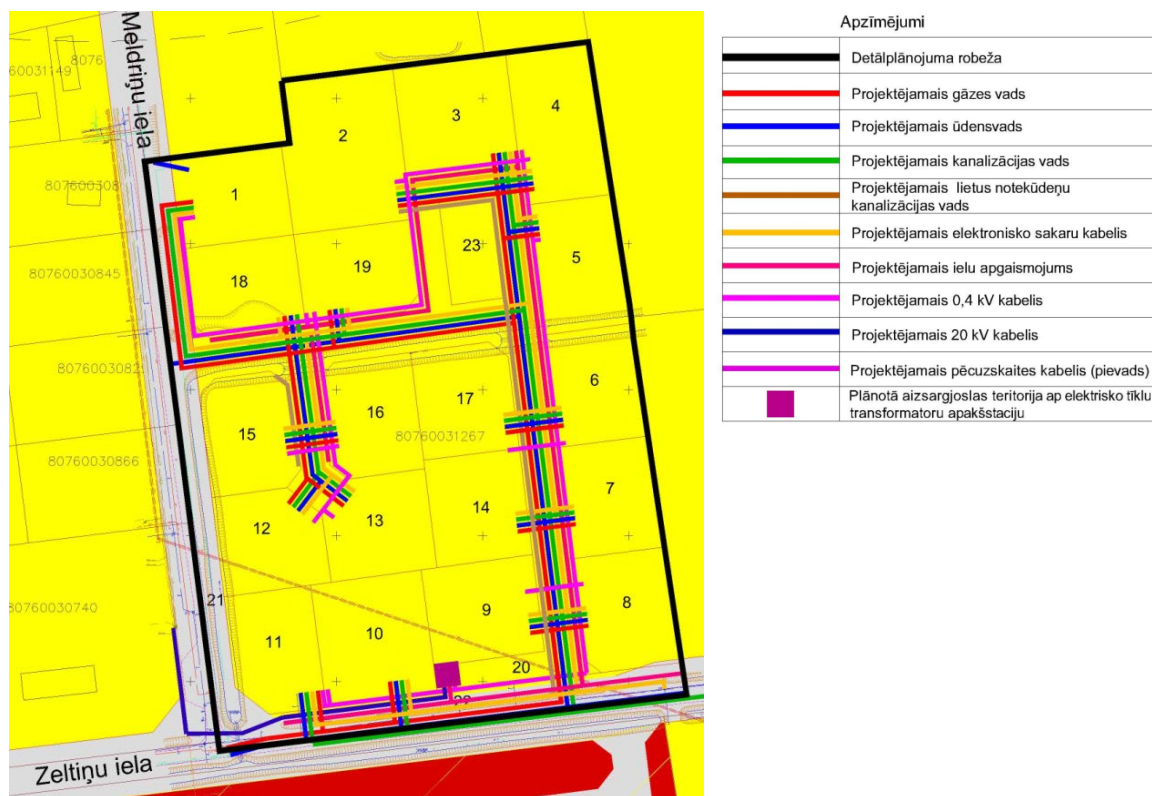 Meldriņu iela
8076
60031149
4
3
2
8076000308
1
23
5
80760030845
19
18
6
17
16
15
80760031267
80760030866
7
14
13
12
8
9
21
80760030740
10
11
20
22
Zeltiņu iela
Apzīmējumi
Detālplānojuma robeža
Projektējamais gāzes vads
Projektējamais ūdensvads
Projektējamais kanalizācijas vads
Projektējamais lietus notekūdeņu
kanalizācijas vads
Projektējamais elektronisko sakaru kabelis
Projektējamais ielu apgaismojums
Projektējamais 0,4 kV kabelis
Projektējamais 20 kV kabelis
Projektējamais pēcuzskaites kabelis (pievads)
Plānotā aizsargjoslas teritorija ap elektrisko tīklu
transformatoru apakšstaciju